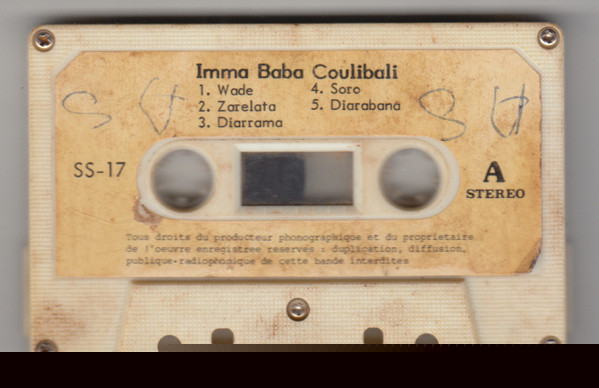 Imma Baba Coulibali
1. Wade 4. Soro
2. Zarelata 5. Diarabana
3. Diarrama
SS-17
A
STEREO
Tous droits du producteur phonographique et du proprietaire
de l'oeuvre enregistree reserves : duplication, diffusion,
publique-radiophonique de cette bande interdites